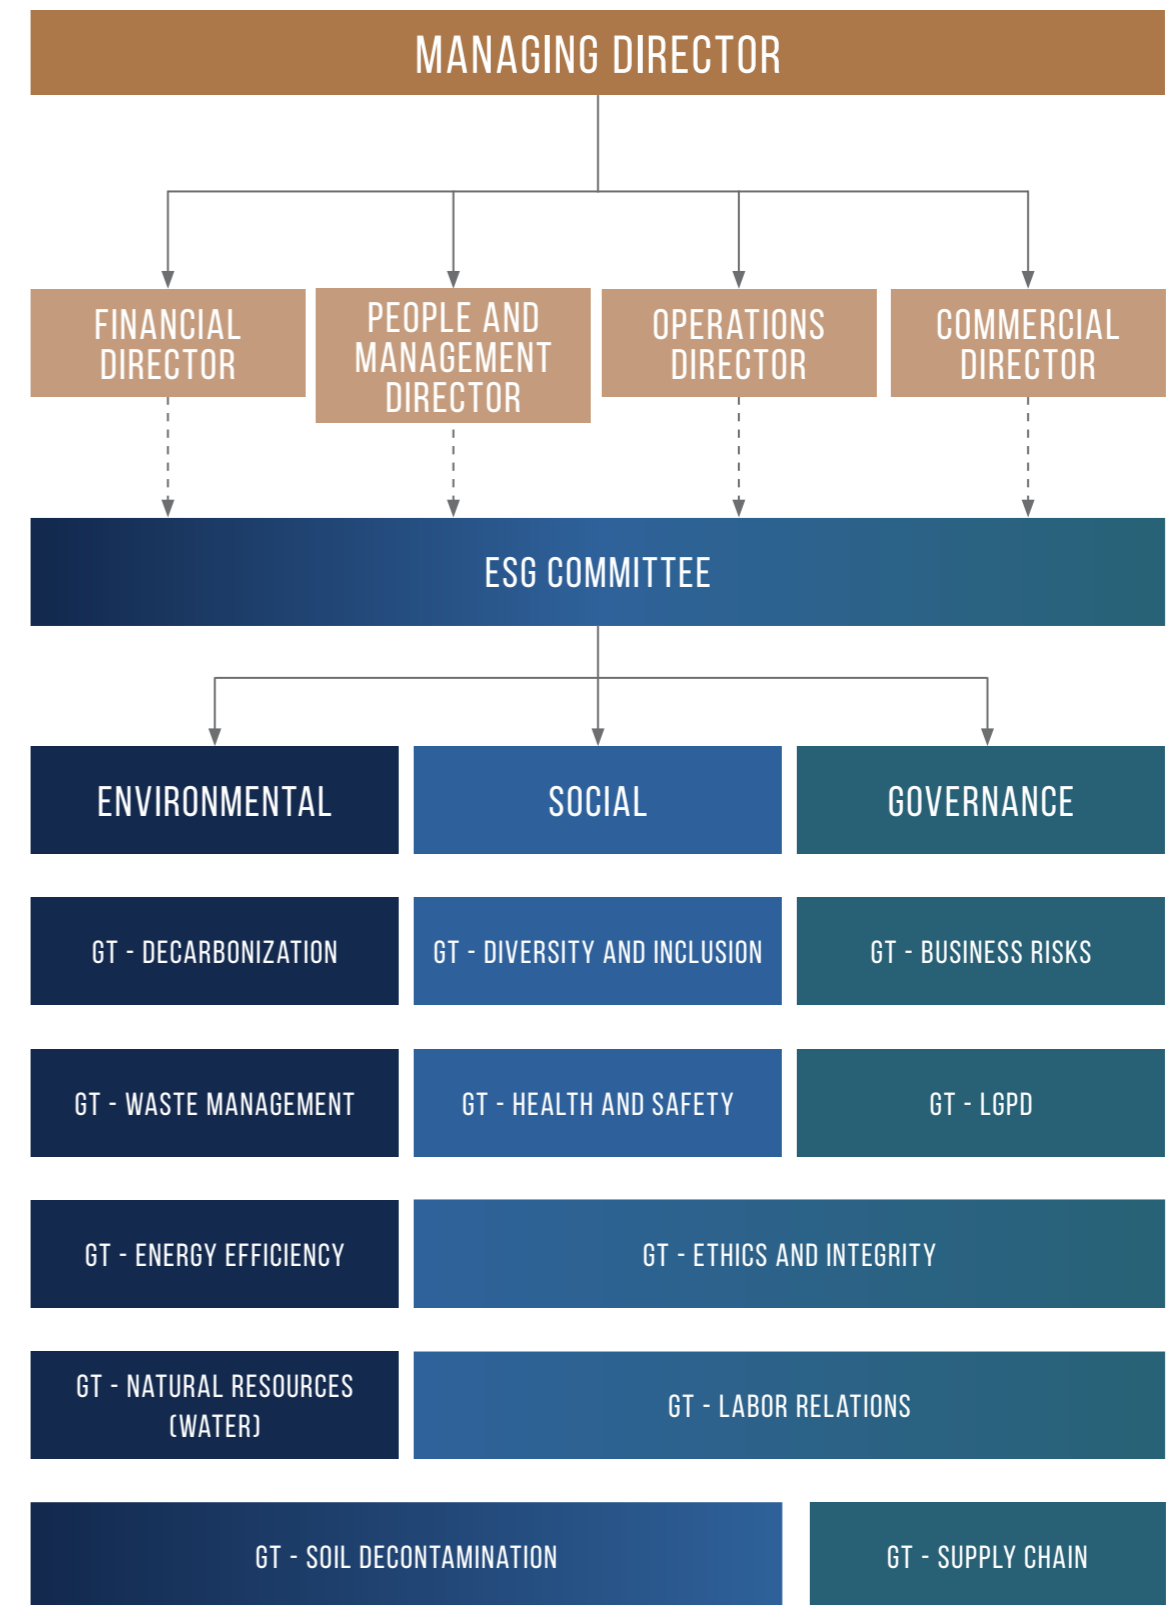 MANAGING DIRECTOR
FINANCIAL
DIRECTOR
PEOPLE AND
MANAGEMENT
DIRECTOR
OPERATIONS
DIRECTOR
COMMERCIAL
DIRECTOR
ESG COMMITTEE
ENVIRONMENTAL
SOCIAL
GOVERNANCE
GT - DECARBONIZATION
GT - DIVERSITY AND INCLUSION
GT - BUSINESS RISKS
GT - WASTE MANAGEMENT
GT - HEALTH AND SAFETY
GT - LGPD
GT - ENERGY EFFICIENCY
GT - ETHICS AND INTEGRITY
GT - NATURAL RESOURCES
(WATER)
GT - LABOR RELATIONS
GT - SOIL DECONTAMINATION
GT - SUPPLY CHAIN